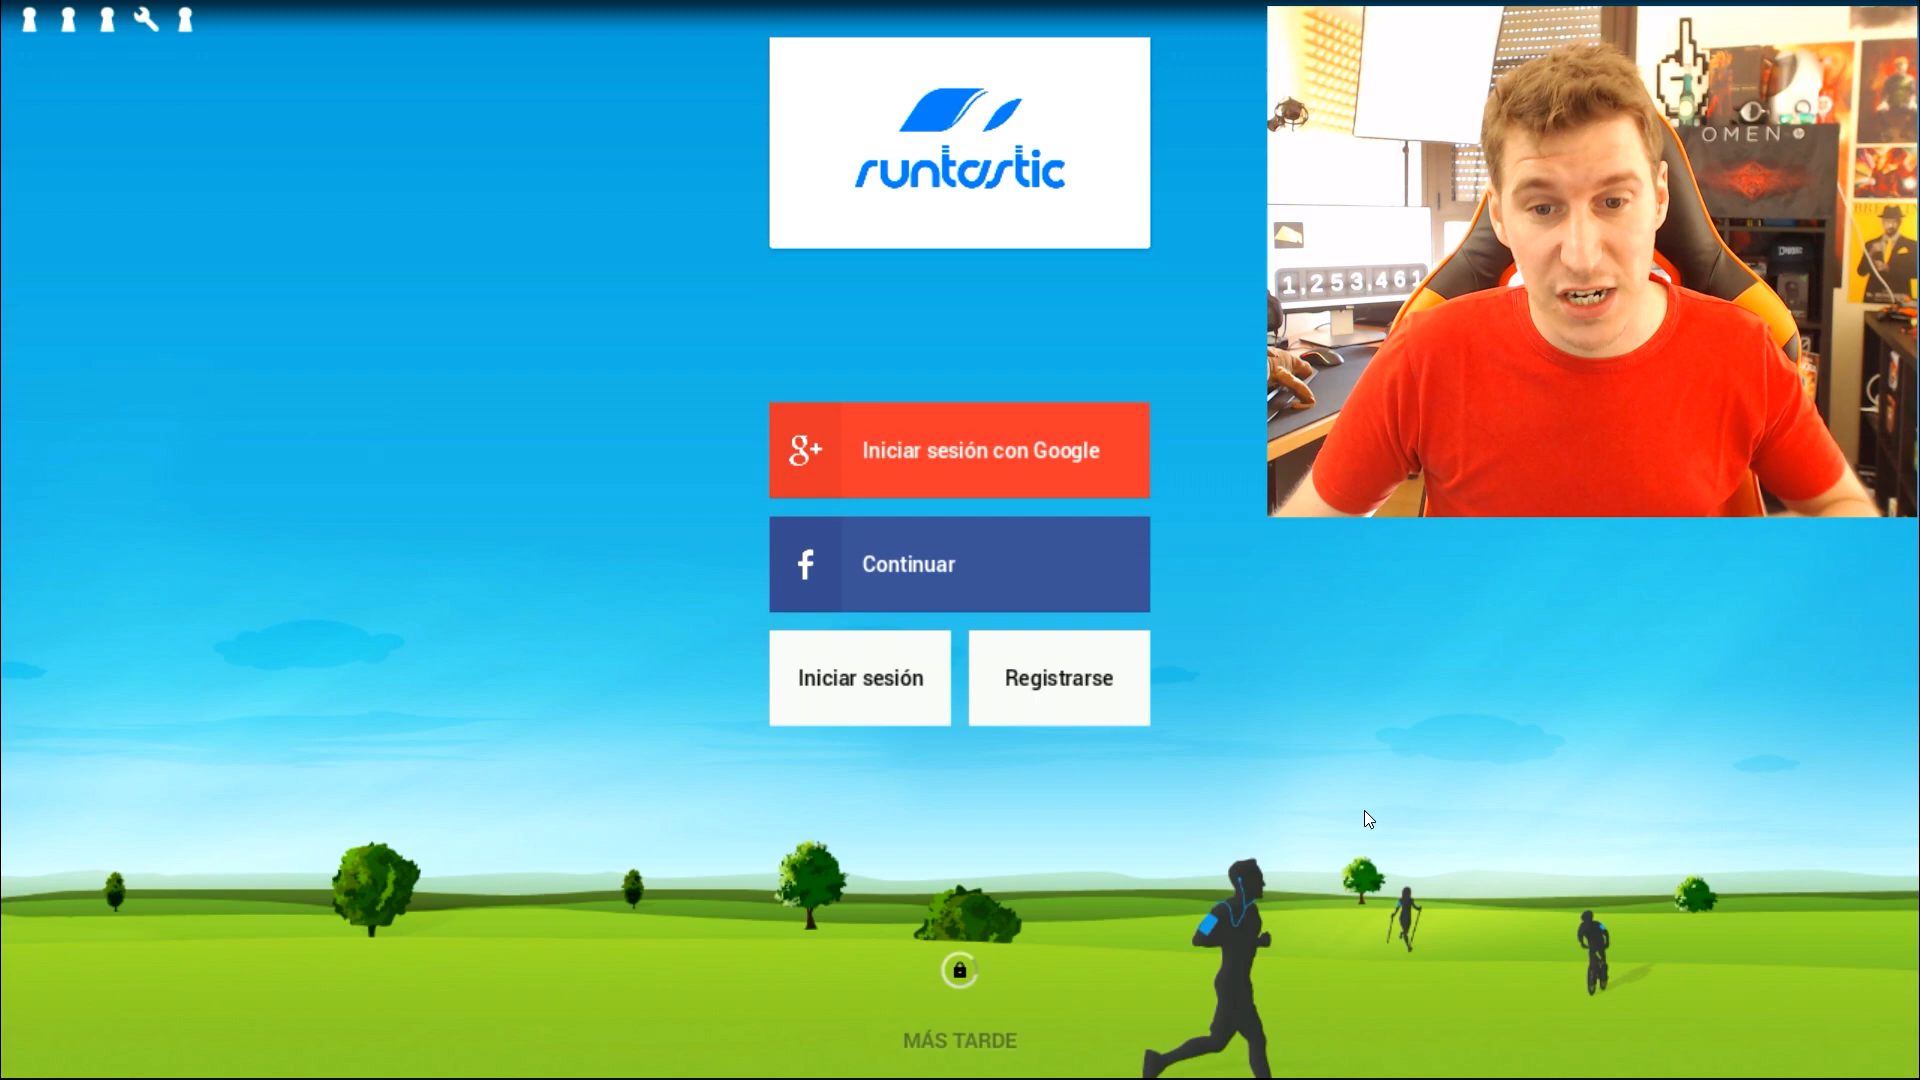 runtastic
OMEN
1,253,461
g+ Iniciar sesión con Google
f Continuar
Iniciar sesión
Registrarse
MÁS TARDE